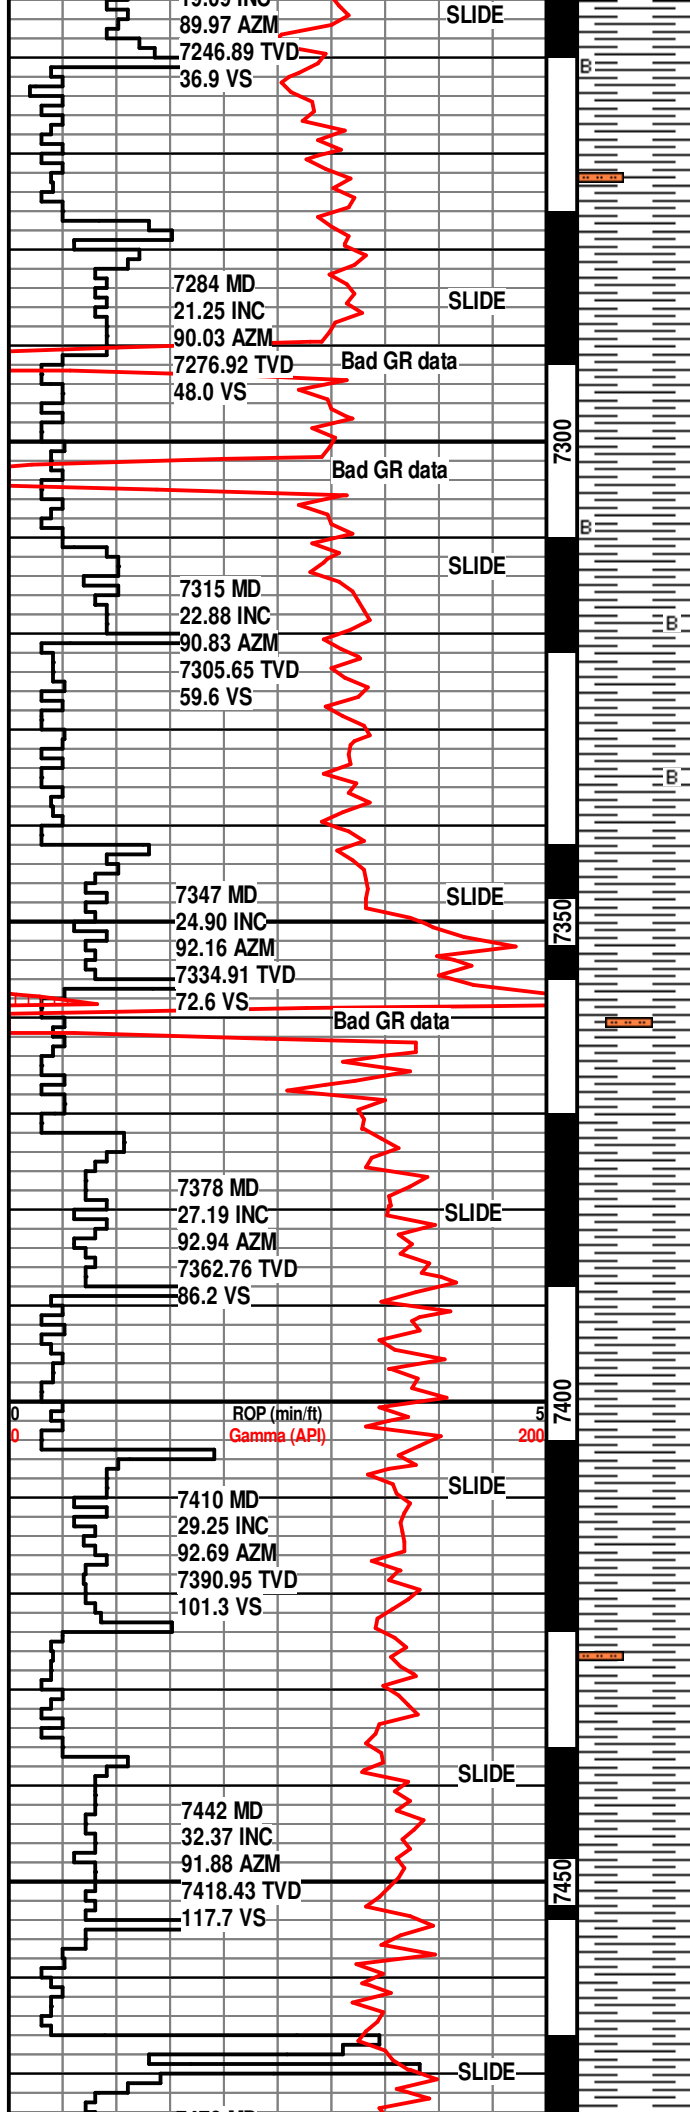 19.09 INC
SLIDE
89.97 AZM
7246.89 TVD
36.9 VS
B
7284 MD
21.25 INC
SLIDE
90.03 AZM
7276.92 TVD
Bad GR data
48.0 VS
7300
Bad GR data
B
SLIDE
7315 MD
22.88 INC
B
90.83 AZM
7305.65 TVD
59.6 VS
B
7347 MD
SLIDE
24.90 INC
7350
92.16 AZM
7334.91 TVD
72.6 VS
Bad GR data
7378 MD
27.19 INC
SLIDE
92.94 AZM
7362.76 TVD
86.2 VS
7400
0 ROP (min/ft) 5
0 Gamma (API) 200
SLIDE
7410 MD
29.25 INC
92.69 AZM
7390.95 TVD
101.3 VS
SLIDE
7442 MD
32.37 INC
91.88 AZM
7450
7418.43 TVD
117.7 VS
SLIDE